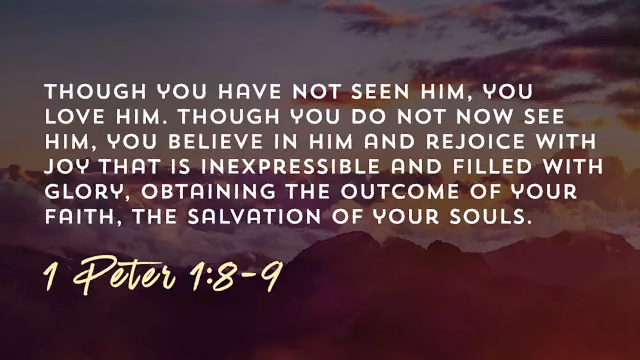 THOUGH YOU HAVE NOT SEEN HIM, YOU
LOVE HIM. THOUGH YOU DO NOT NOW SEE
HIM, YOU BELIEVE IN HIM AND REJOICE WITH
JOY THAT IS INEXPRESSIBLE AND FILLED WITH
GLORY, OBTAINING THE OUTCOME OF YOUR
FAITH, THE SALVATION OF YOUR SOULS.
1 Peter 1:8-9